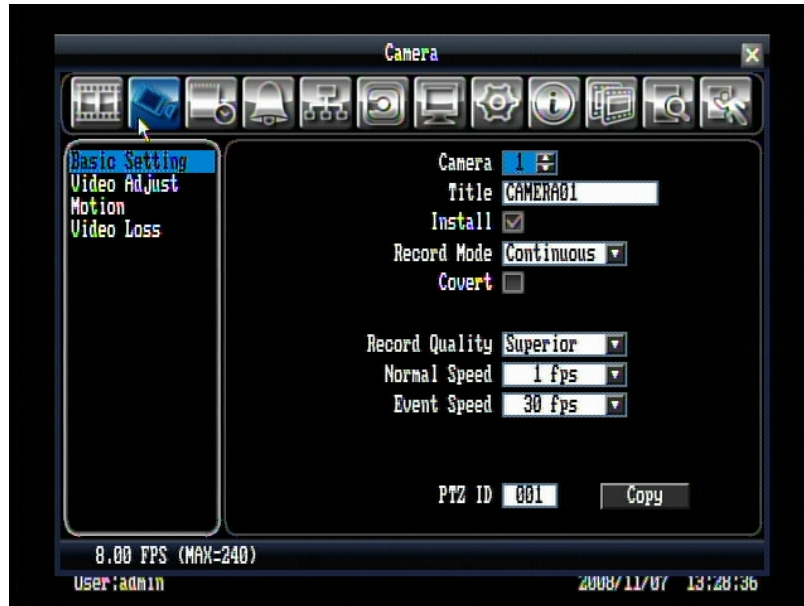 Camera
Basic Setting
Video Adjust
Motion
Video Loss
Camera 1
Title CAMERA01
Install
Record Mode Continuous
Covert
Record Quality Superior
Normal Speed 1 fps
Event Speed 30 fps
PTZ ID 001 Copy
8.00 FPS (MAX=240)
User:admin 2008/11/07 13:28:36